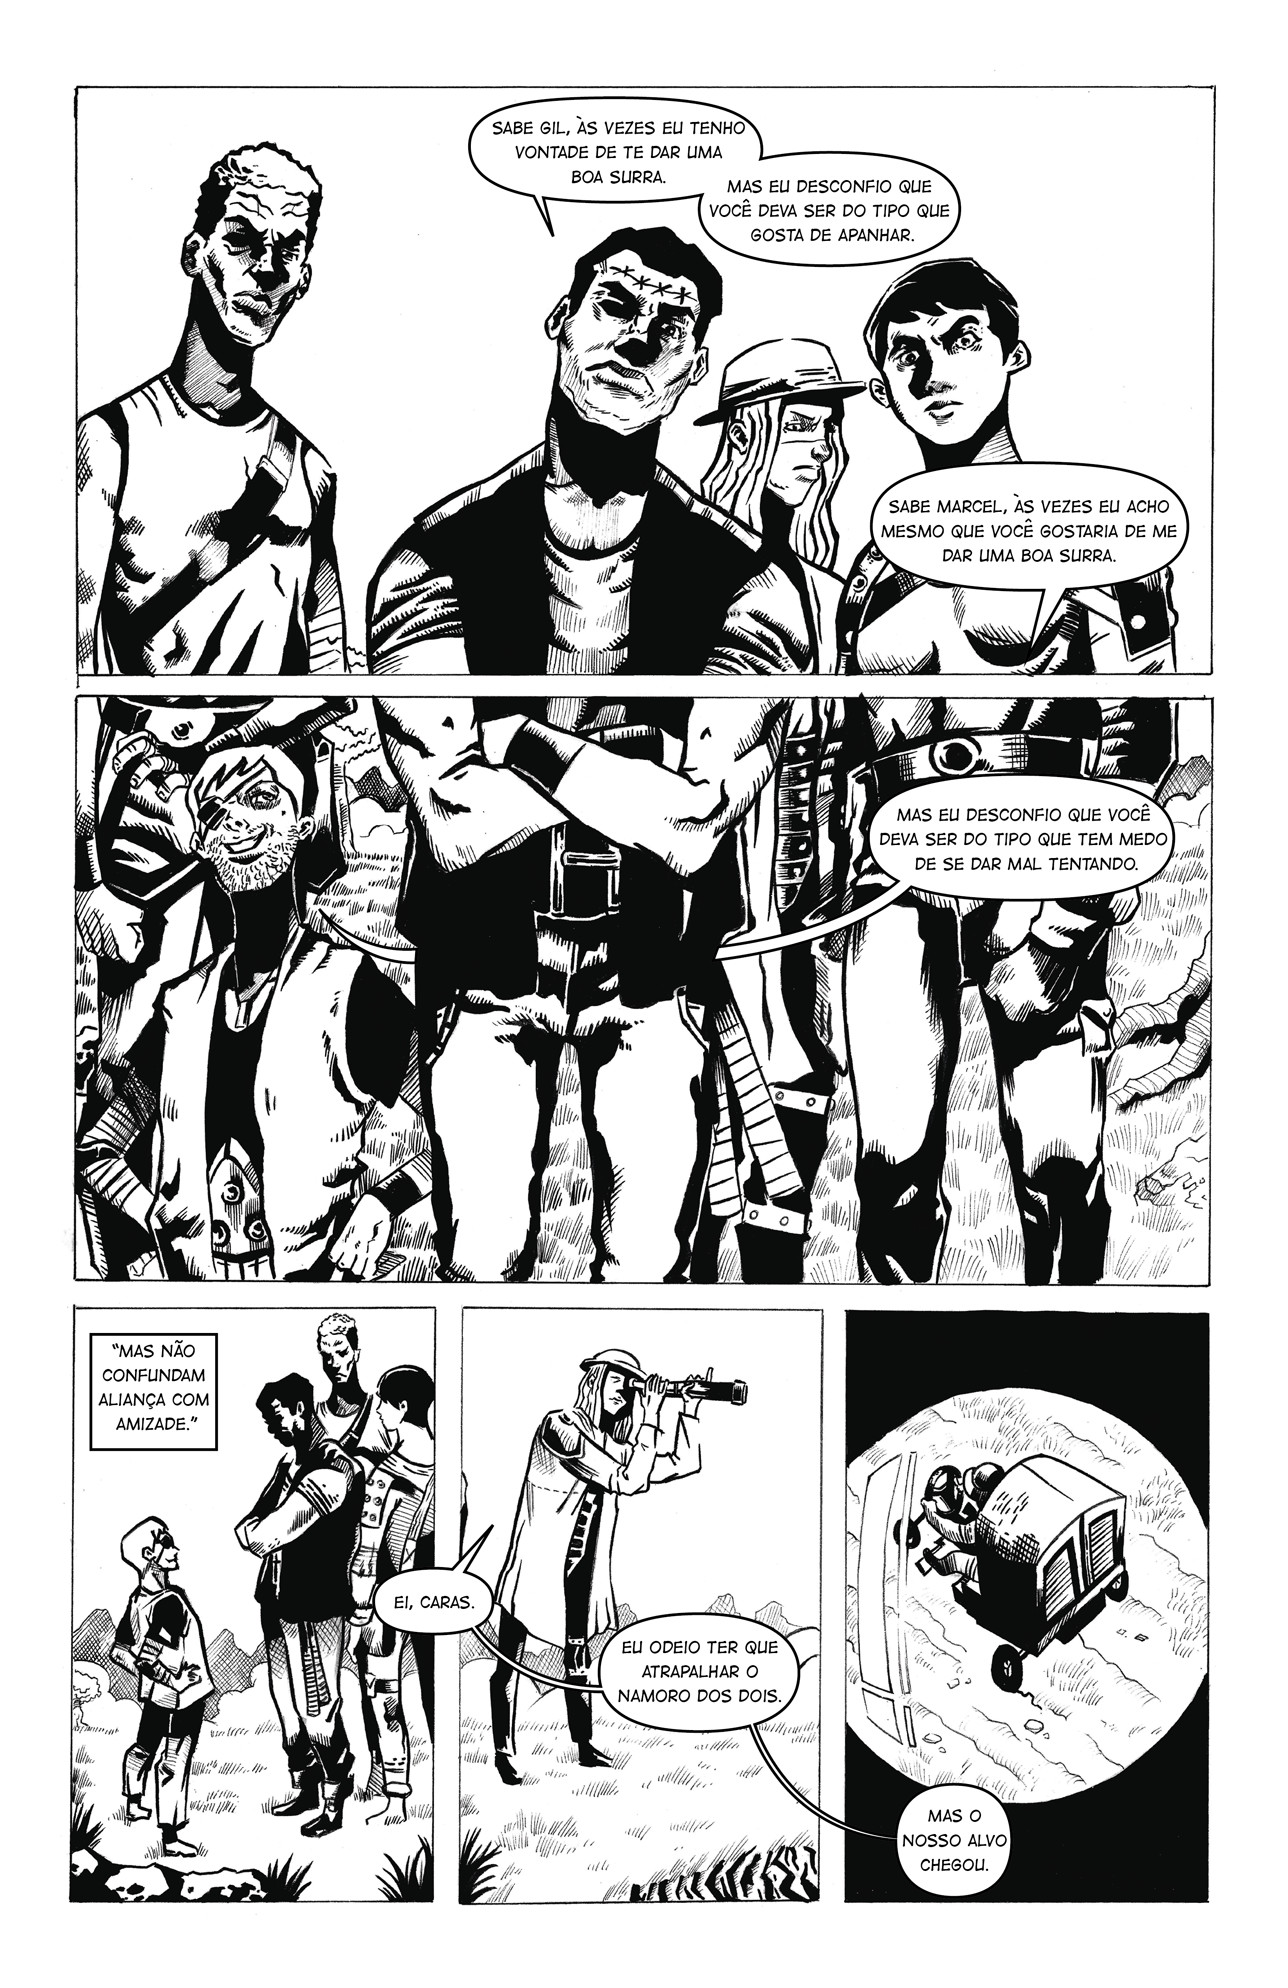 SABE GIL, ÀS VEZES EU TENHO
VONTADE DE TE DAR UMA
BOA SURRA.
MAS EU DESCONFIO QUE
VOCÊ DEVA SER DO TIPO QUE
GOSTA DE APANHAR.
SABE MARCEL, ÀS VEZES EU ACHO
MESMO QUE VOCÊ GOSTARIA DE ME
DAR UMA BOA SURRA.
MAS EU DESCONFIO QUE VOCÊ
DEVA SER DO TIPO QUE TEM MEDO
DE SE DAR MAL TENTANDO.
"MAS NÃO
CONFUNDAM
ALIANÇA COM
AMIZADE."
EI, CARAS.
EU ODEIO TER QUE
ATRAPALHAR O
NAMORO DOS DOIS.
MAS O
NOSSO ALVO
CHEGOU.